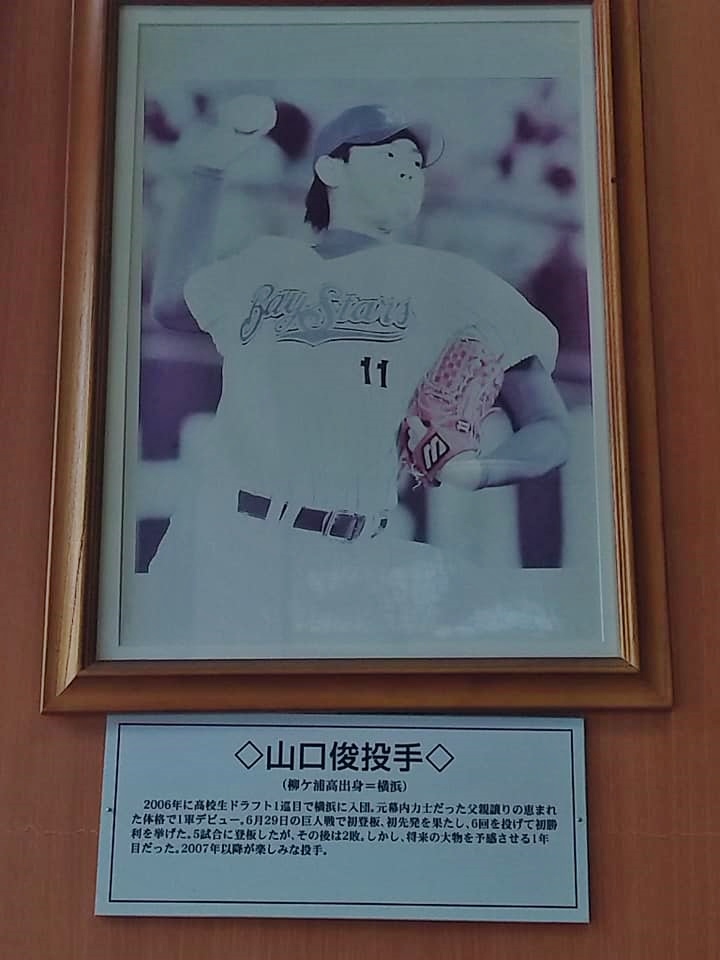 Bay Stars
11
◇山口俊投手◇
(柳ケ浦高出身=横浜)
2006年に高校生ドラフト1巡目で横浜に入団。元幕内力士だった父親譲りの恵まれ
た体格で1軍デビュー。6月29日の巨人戦で初登板、初先発を果たし、6回を投げて初勝
利を挙げた。5試合に登板したが、その後は2敗。しかし、将来の大物を予感させる1年
目だった。2007年以降が楽しみな投手。